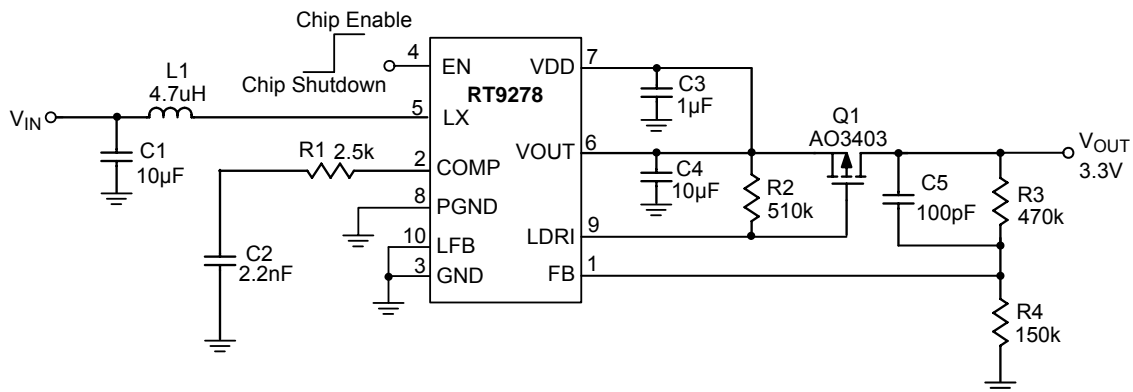 Chip Enable
Chip Shutdown
L1
4.7uH
VIN
C1
10μF
R1 2.5k
C2
2.2nF
4
5
2
8
10
3
EN
RT9278
LX
COMP
PGND
LFB
GND
VDD
VOUT
LDRI
FB
7
6
9
1
C3
1μF
C4
10μF
R2
510k
Q1
AO3403
C5
100pF
R3
470k
R4
150k
VOUT
3.3V